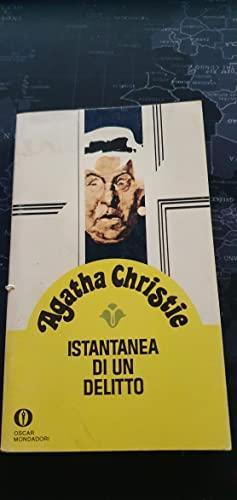 Agatha Christie
ISTANTANEA
DI UN
DELITTO
OSCAR
MONDADORI